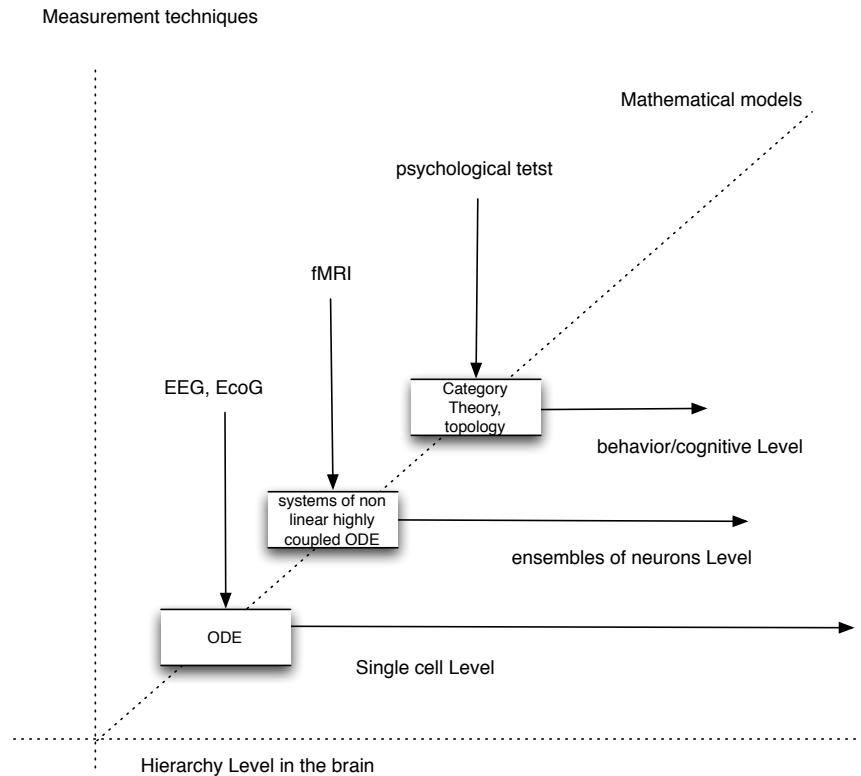 Measurement techniques
Mathematical models
psychological tetst
fMRI
EEG, EcoG
Category
Theory,
topology
behavior/cognitive Level
systems of non
linear highly
coupled ODE
ensembles of neurons Level
ODE
Single cell Level
Hierarchy Level in the brain